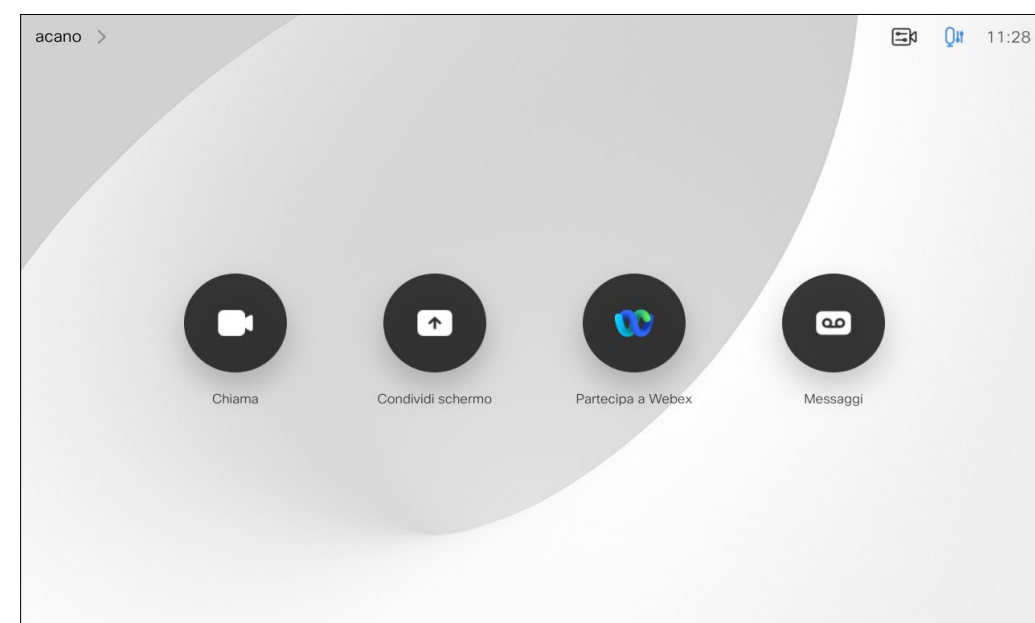 acano
11:28
Chiama
Condividi schermo
Partecipa a Webex
Messaggi